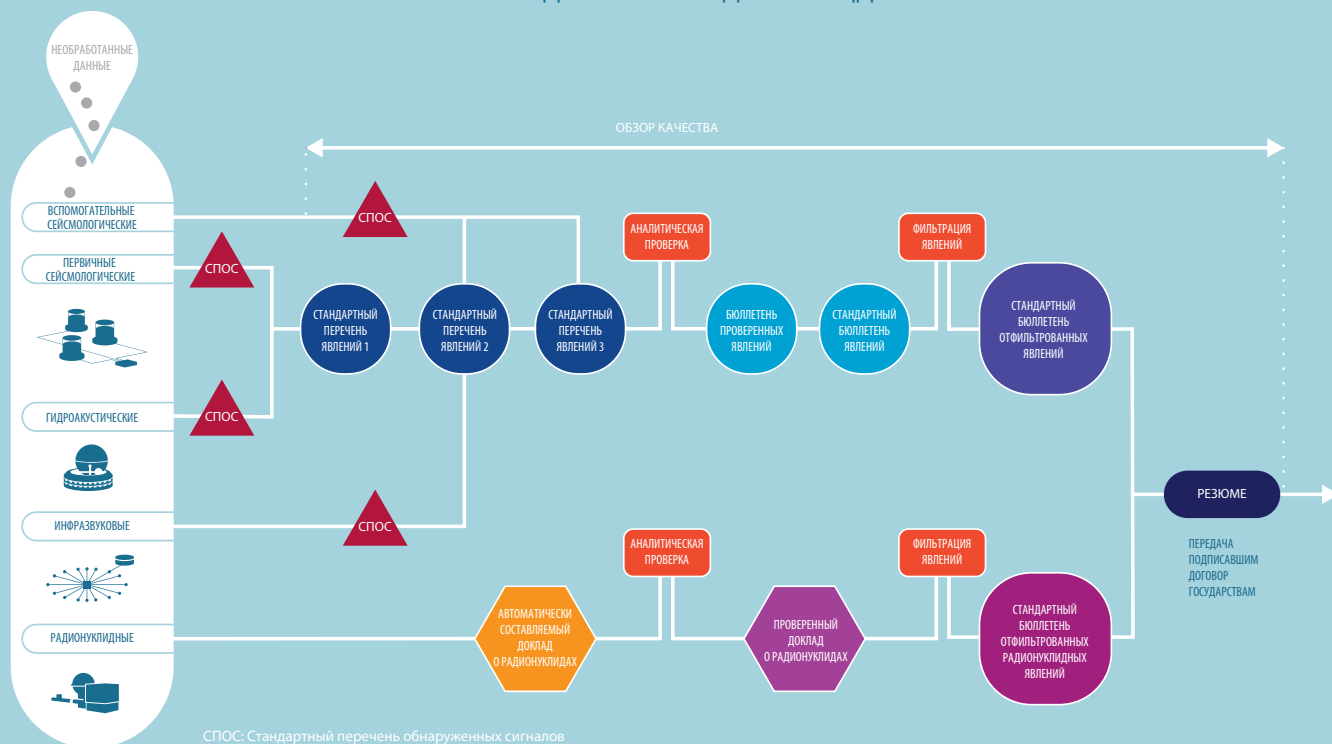 НЕОБРАБОТАННЫЕ
ДАННЫЕ
ОБЗОР КАЧЕСТВА
ВСПОМОГАТЕЛЬНЫЕ
СЕЙСМОЛОГИЧЕСКИЕ
СПОС
АНАЛИТИЧЕСКАЯ
ПРОВЕРКА
ФИЛЬТРАЦИЯ
ЯВЛЕНИЙ
ПЕРВИЧНЫЕ
СЕЙСМОЛОГИЧЕСКИЕ
СПОС
СТАНДАРТНЫЙ
ПЕРЕЧЕНЬ
ЯВЛЕНИЙ 1
СТАНДАРТНЫЙ
ПЕРЕЧЕНЬ
ЯВЛЕНИЙ 2
СТАНДАРТНЫЙ
ПЕРЕЧЕНЬ
ЯВЛЕНИЙ 3
БЮЛЛЕТЕНЬ
ПРОВЕРЕННЫХ
ЯВЛЕНИЙ
СТАНДАРТНЫЙ
БЮЛЛЕТЕНЬ
ЯВЛЕНИЙ
СТАНДАРТНЫЙ
БЮЛЛЕТЕНЬ
ОТФИЛЬТРОВАННЫХ
ЯВЛЕНИЙ
ГИДРОАКУСТИЧЕСКИЕ
СПОС
ИНФРАЗВУКОВЫЕ
СПОС
АНАЛИТИЧЕСКАЯ
ПРОВЕРКА
ФИЛЬТРАЦИЯ
ЯВЛЕНИЙ
РЕЗЮМЕ
ПЕРЕДАЧА
ПОДПИСАВШИМ
ДОГОВОР
ГОСУДАРСТВАМ
РАДИОНУКЛИДНЫЕ
АВТОМАТИЧЕСКИ
СОСТАВЛЯЕМЫЙ
ДОКЛАД
О РАДИОНУКЛИДАХ
ПРОВЕРЕННЫЙ
ДОКЛАД
О РАДИОНУКЛИДАХ
СТАНДАРТНЫЙ
БЮЛЛЕТЕНЬ
ОТФИЛЬТРОВАННЫХ
РАДИОНУКЛИДНЫХ
ЯВЛЕНИЙ
СПОС: Стандартный перечень обнаруженных сигналов